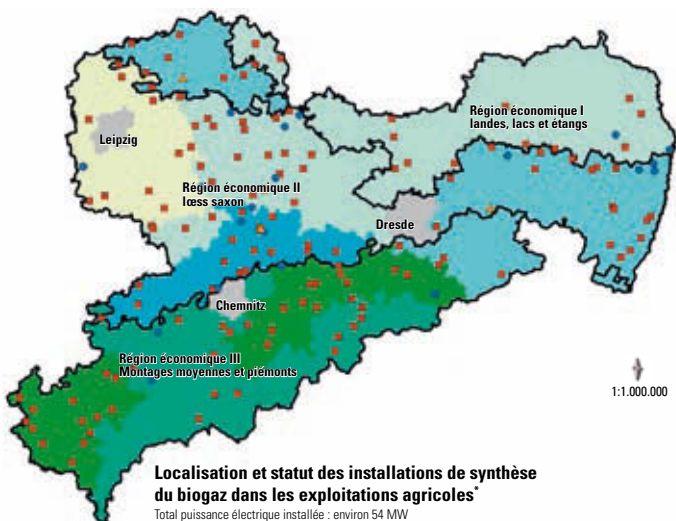 Région économique I
landes, lacs et étangs
Leipzig
Région économique II
lœss saxon
Dresde
Chemnitz
Région économique III
Montages moyennes et piémonts
1:1.000.000
Localisation et statut des installations de synthèse
du biogaz dans les exploitations agricoles*
Total puissance électrique installée : environ 54 MW